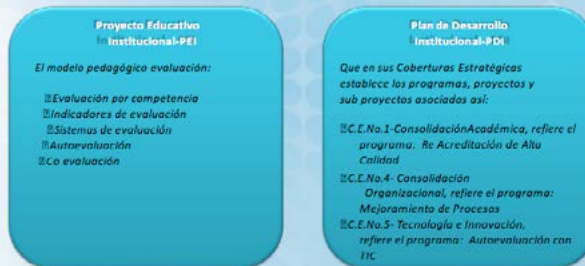 Proyecto Educativo
Institucional-PEI
El modelo pedagógico evaluación:
Evaluación por competencia
Indicadores de evaluación
Sistemas de evaluación
Autoevaluación
Co evaluación
Plan de Desarrollo
Institucional-PDI
Que en sus Coberturas Estratégicas
establece los programas, proyectos y
sub proyectos asociados así:
C.E.No.1-ConsolidaciónAcadémica, refiere el
programa: Re Acreditación de Alta
Calidad
C.E.No.4- Consolidación
Organizacional, refiere el programa:
Mejoramiento de Procesos
C.E.No.5- Tecnología e Innovación,
refiere el programa: Autoevaluación con
TIC